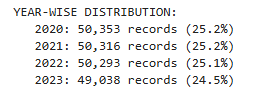 YEAR-WISE DISTRIBUTION:
2020: 50,353 records (25.2%)
2021: 50,316 records (25.2%)
2022: 50,293 records (25.1%)
2023: 49,038 records (24.5%)